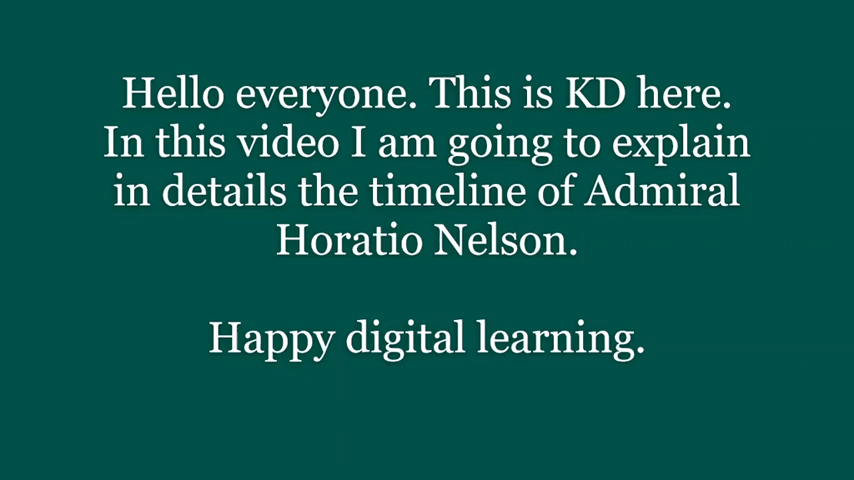 Hello everyone. This is KD here.
In this video I am going to explain
in details the timeline of Admiral
Horatio Nelson.
Happy digital learning.